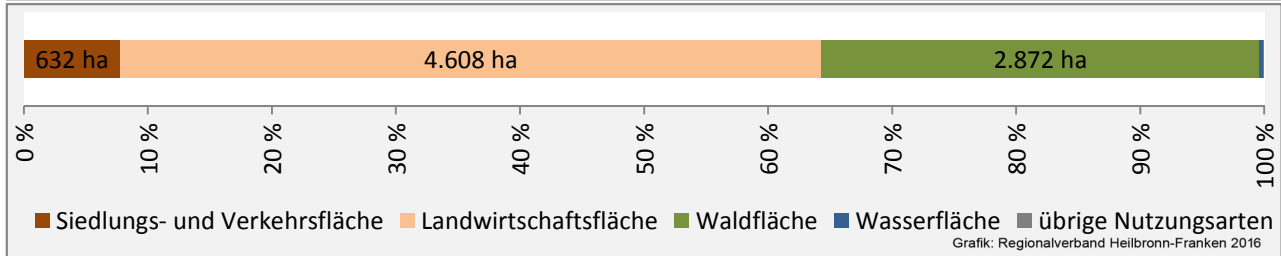 632 ha 4.608 ha 2.872 ha
0 % 10 % 20 % 30 % 40 % 50 % 60 % 70 % 80 % 90 % 100 %
Siedlungs- und Verkehrsfläche Landwirtschaftsfläche Waldfläche Wasserfläche übrige Nutzungsarten
Grafik: Regionalverband Heilbronn-Franken 2016